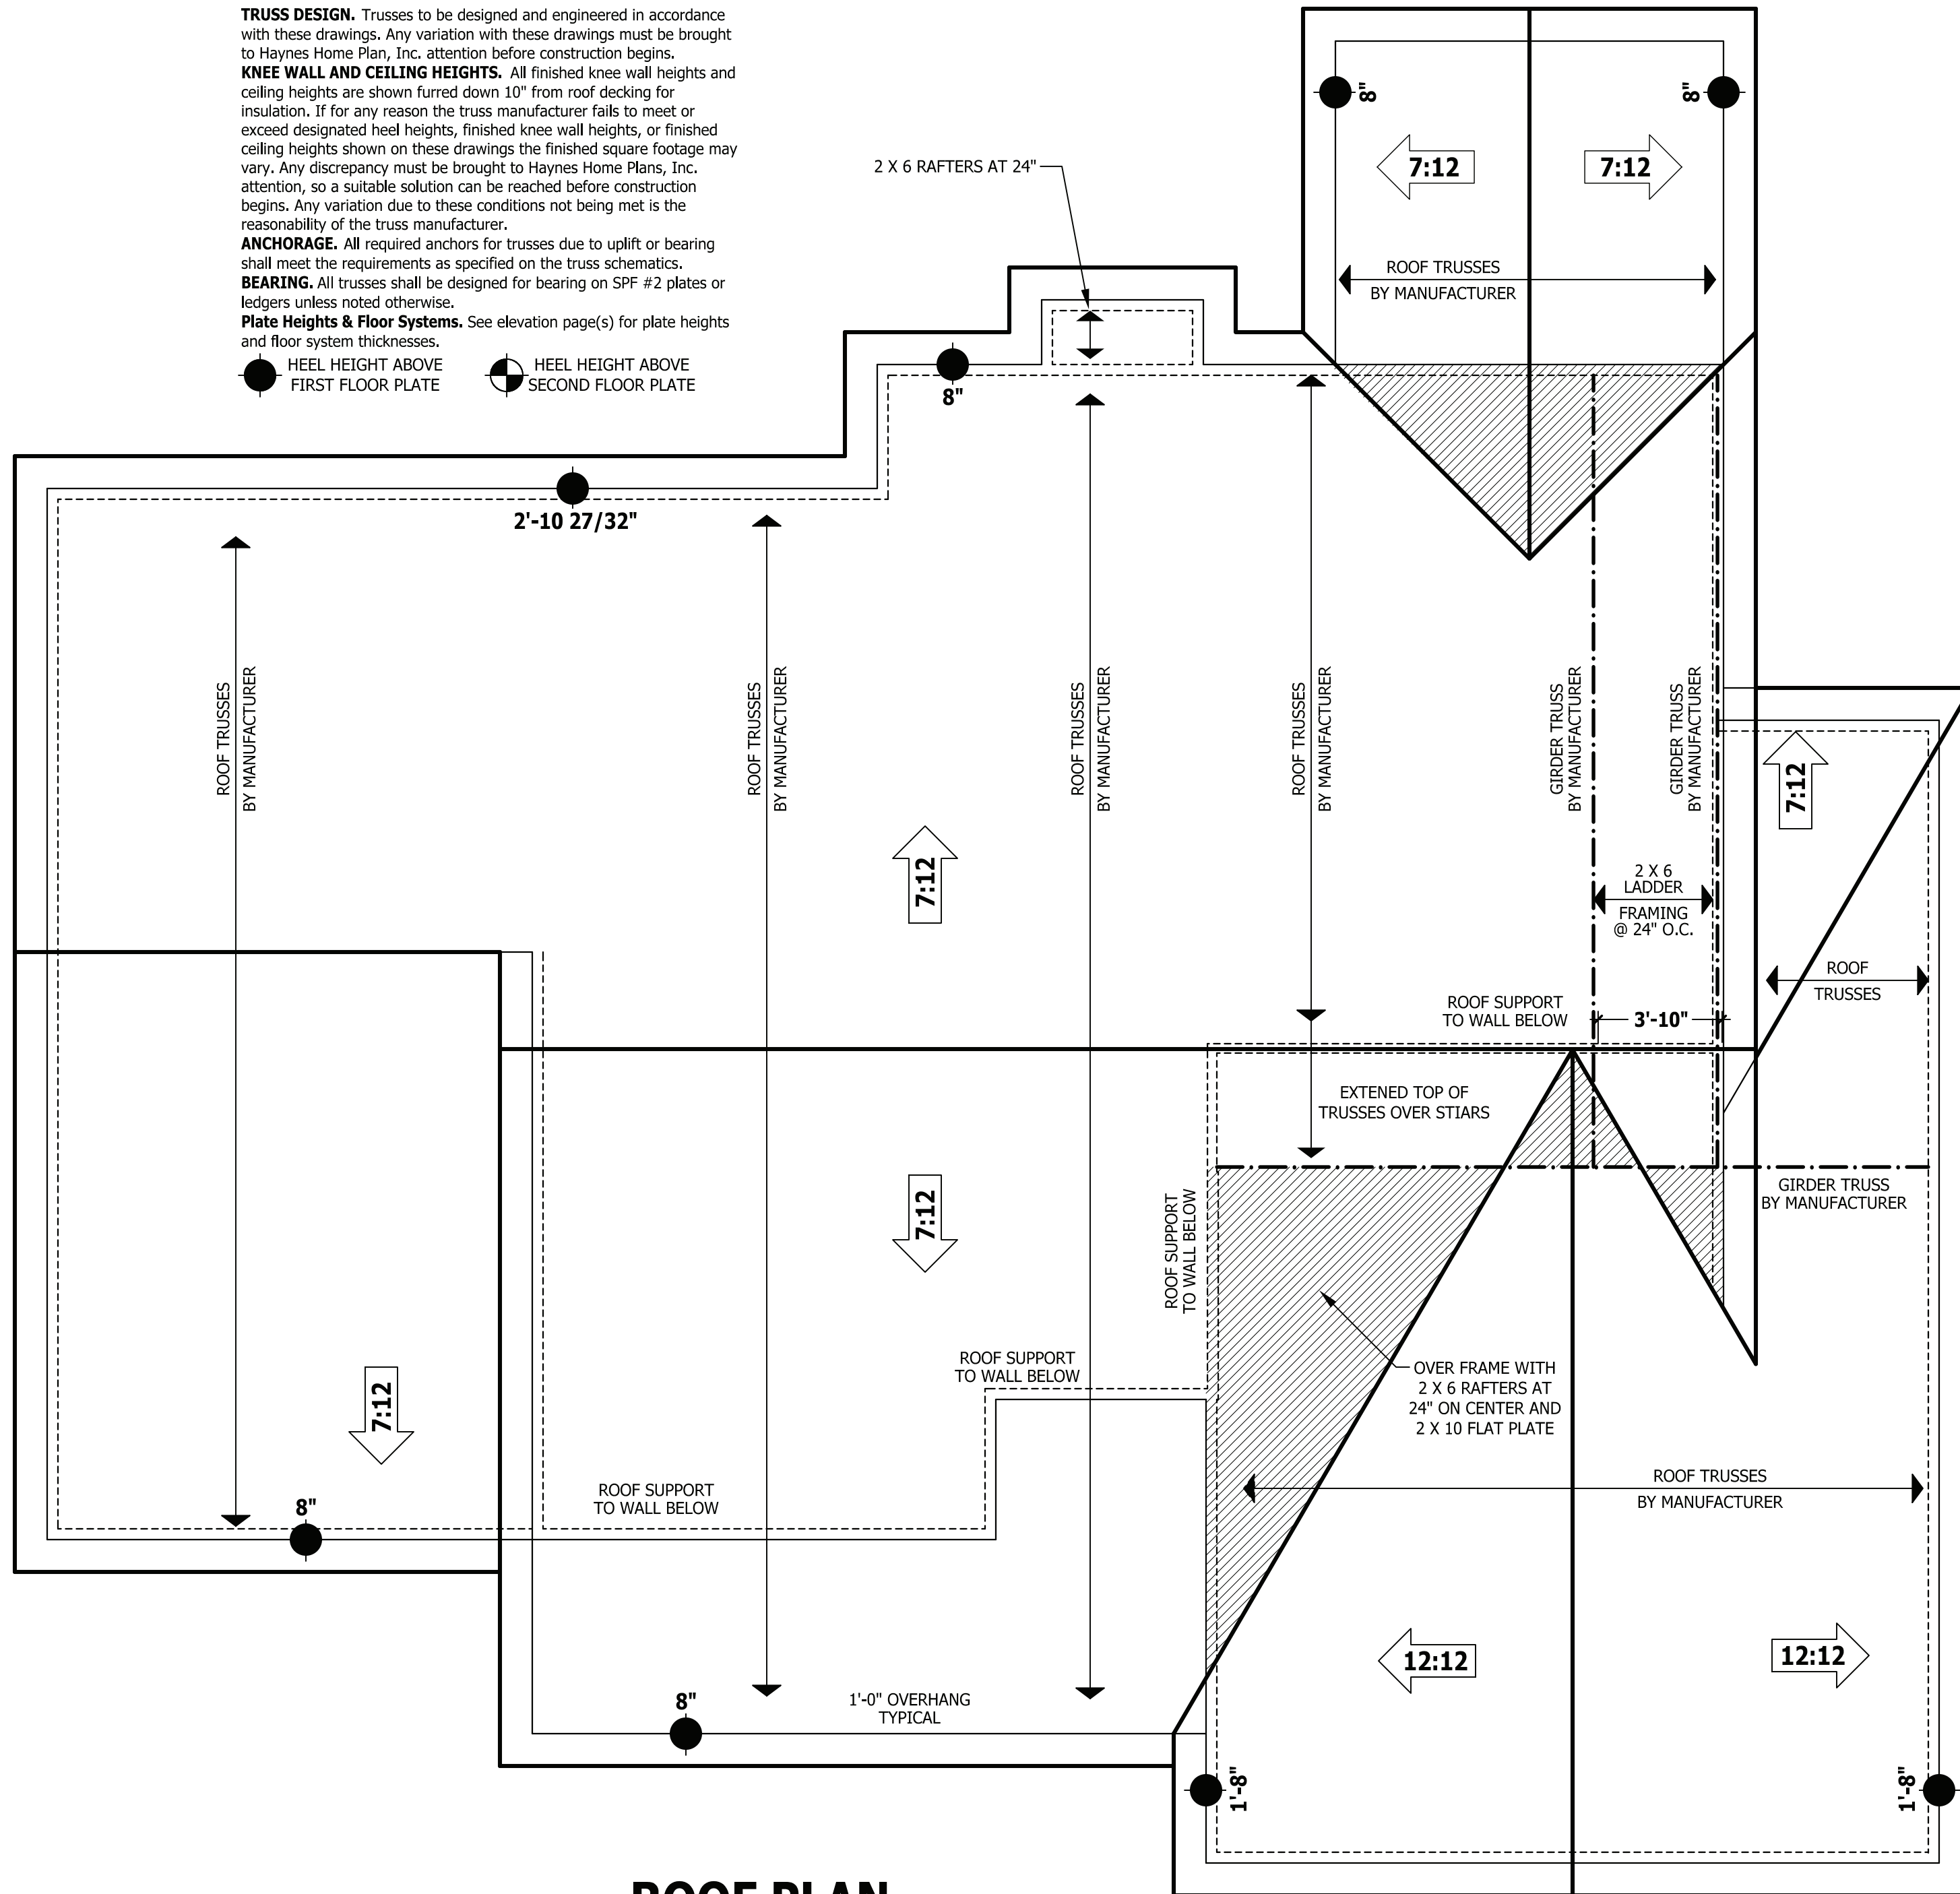 TRUSS DESIGN. Trusses to be designed and engineered in accordance
with these drawings. Any variation with these drawings must be brought
to Haynes Home Plan, Inc. attention before construction begins.
KNEE WALL AND CEILING HEIGHTS. All finished knee wall heights and
ceiling heights are shown furred down 10" from roof decking for
insulation. If for any reason the truss manufacturer fails to meet or
exceed designated heel heights, finished knee wall heights, or finished
ceiling heights shown on these drawings the finished square footage may
vary. Any discrepancy must be brought to Haynes Home Plans, Inc.
attention, so a suitable solution can be reached before construction
begins. Any variation due to these conditions not being met is the
reasonability of the truss manufacturer.
ANCHORAGE. All required anchors for trusses due to uplift or bearing
shall meet the requirements as specified on the truss schematics.
BEARING. All trusses shall be designed for bearing on SPF #2 plates or
ledgers unless noted otherwise.
Plate Heights & Floor Systems. See elevation page(s) for plate heights
and floor system thicknesses.
HEEL HEIGHT ABOVE
FIRST FLOOR PLATE
HEEL HEIGHT ABOVE
SECOND FLOOR PLATE
8"
8"
2 X 6 RAFTERS AT 24"
7:12
7:12
ROOF TRUSSES
BY MANUFACTURER
8"
2'-10 27/32"
ROOF TRUSSES
BY MANUFACTURER
ROOF TRUSSES
BY MANUFACTURER
ROOF TRUSSES
BY MANUFACTURER
ROOF TRUSSES
BY MANUFACTURER
GIRDER TRUSS
BY MANUFACTURER
GIRDER TRUSS
BY MANUFACTURER
7:12
7:12
2 X 6
LADDER
FRAMING
@ 24" O.C.
ROOF
TRUSSES
ROOF SUPPORT
TO WALL BELOW
3'-10"
EXTENED TOP OF
TRUSSES OVER STIARS
GIRDER TRUSS
BY MANUFACTURER
7:12
ROOF SUPPORT
TO WALL BELOW
ROOF SUPPORT
TO WALL BELOW
OVER FRAME WITH
2 X 6 RAFTERS AT
24" ON CENTER AND
2 X 10 FLAT PLATE
7:12
ROOF TRUSSES
BY MANUFACTURER
8"
ROOF SUPPORT
TO WALL BELOW
12:12
12:12
8"
1'-0" OVERHANG
TYPICAL
1'-8"
1'-8"
ROOF PLAN